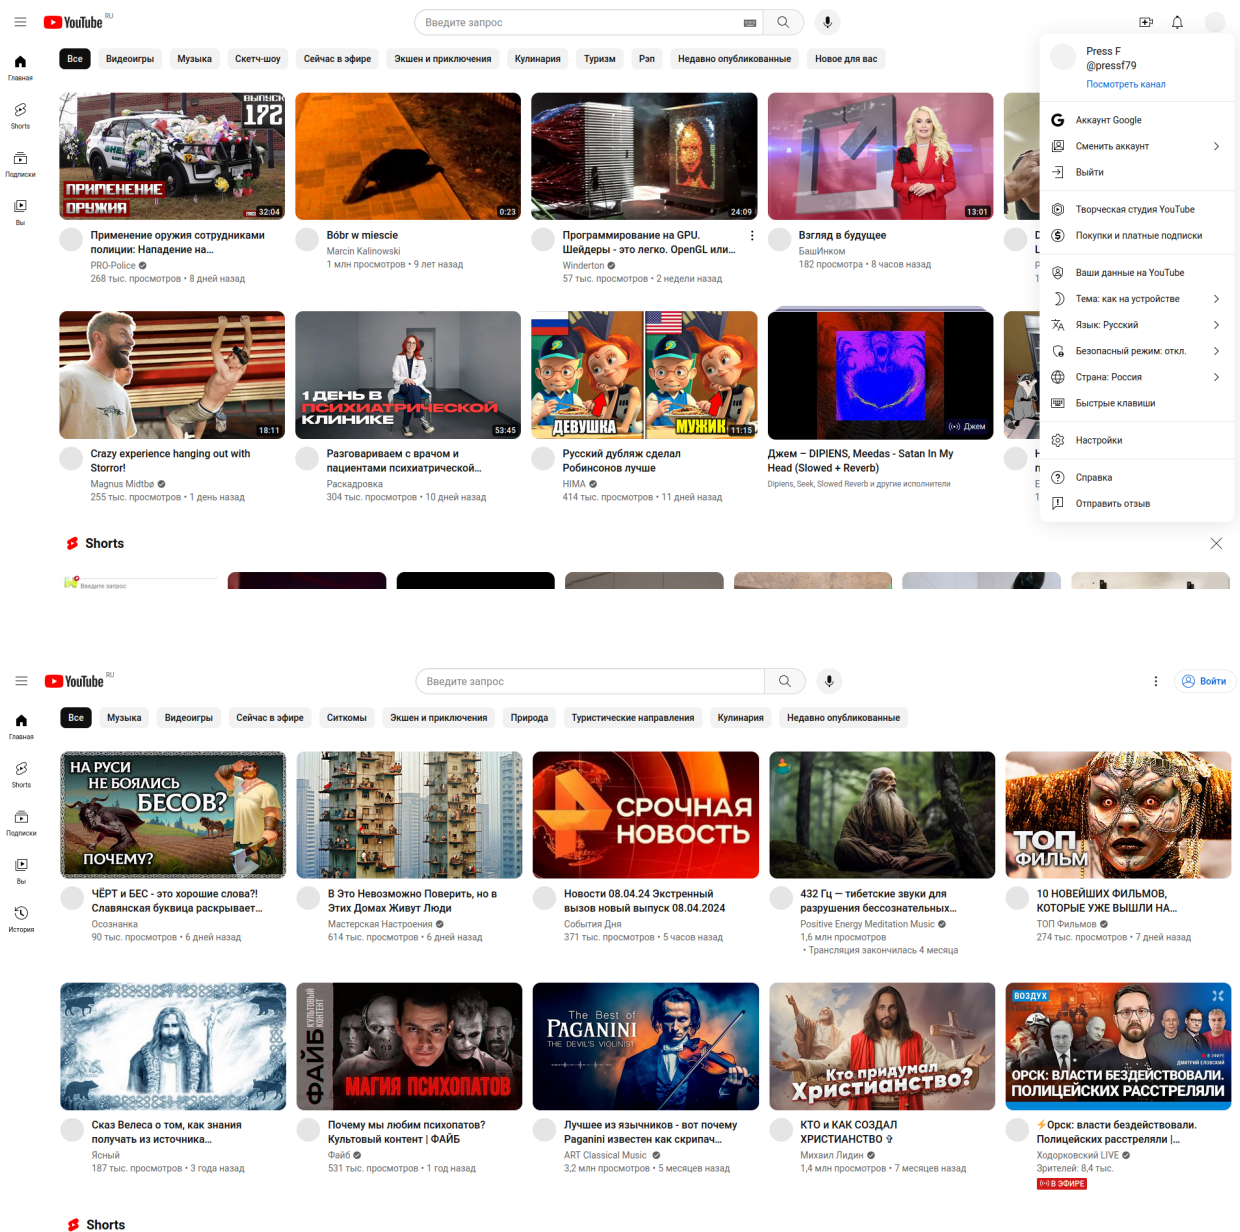 YouTube RU
Введите запрос
Press F
@pressf79
Посмотреть канал
Аккаунт Google
Сменить аккаунт
Выйти
Творческая студия YouTube
Покупки и платные подписки
Ваши данные на YouTube
Тема: как на устройстве
Язык: Русский
Безопасный режим: откл.
Страна: Россия
Быстрые клавиши
Настройки
Справка
Отправить отзыв
Главная
Shorts
Подписки
Вы
Все
Видеоигры
Музыка
Скетч-шоу
Сейчас в эфире
Экшен и приключения
Кулинария
Туризм
Рэп
Недавно опубликованные
Новое для вас
ВЫПУСК
172
ПРИМЕНЕНИЕ
ОРУЖИЯ
32:04
Применение оружия сотрудниками
полиции: Нападение на...
PRO-Police
268 тыс. просмотров • 8 дней назад
0:23
Bóbr w miescie
Marcin Kalinowski
1 млн просмотров • 9 лет назад
24:09
Программирование на GPU.
Шейдеры - это легко. OpenGL или...
Winderton
57 тыс. просмотров • 2 недели назад
13:01
Взгляд в будущее
БашИнком
182 просмотра • 8 часов назад
18:11
Crazy experience hanging out with
Storror!
Magnus Midtbø
255 тыс. просмотров • 1 день назад
1 ДЕНЬ В
ПСИХИАТРИЧЕСКОЙ
КЛИНИКЕ
53:45
Разговариваем с врачом и
пациентами психиатрической...
Раскадровка
304 тыс. просмотров • 10 дней назад
ДЕВУШКА
МУЖИК
11:15
Русский дубляж сделал
Робинсонов лучше
HIMA
414 тыс. просмотров • 11 дней назад
Джем
Джем – DIPIENS, Meedas - Satan In My
Head (Slowed + Reverb)
Dipiens, Seek, Slowed Reverb и другие исполнители
Shorts
Введите запрос
YouTube RU
Введите запрос
Войти
Главная
Shorts
Подписки
Вы
История
Все
Музыка
Видеоигры
Сейчас в эфире
Ситкомы
Экшен и приключения
Природа
Туристические направления
Кулинария
Недавно опубликованные
НА РУСИ
НЕ БОЯЛИСЬ
БЕСОВ?
ПОЧЕМУ?
ЧЁРТ и БЕС - это хорошие слова?!
Славянская буквица раскрывает...
Осознанка
90 тыс. просмотров • 6 дней назад
В Это Невозможно Поверить, но в
Этих Домах Живут Люди
Мастерская Настроения
614 тыс. просмотров • 6 дней назад
СРОЧНАЯ
НОВОСТЬ
Новости 08.04.24 Экстренный
вызов новый выпуск 08.04.2024
События Дня
371 тыс. просмотров • 5 часов назад
432 Гц — тибетские звуки для
разрушения бессознательных...
Positive Energy Meditation Music
1,6 млн просмотров
• Трансляция закончилась 4 месяца
ТОП
ФИЛЬМ
10 НОВЕЙШИХ ФИЛЬМОВ,
КОТОРЫЕ УЖЕ ВЫШЛИ НА...
ТОП Фильмов
274 тыс. просмотров • 7 дней назад
Сказ Велеса о том, как знания
получать из источника...
Ясный
187 тыс. просмотров • 3 года назад
ФАЙБ
КУЛЬТОВЫЙ
КОНТЕНТ
МАГИЯ ПСИХОПАТОВ
Почему мы любим психопатов?
Культовый контент | ФАЙБ
Файб
531 тыс. просмотров • 1 год назад
The Best of
PAGANINI
THE DEVIL'S VIOLINIST
Лучшее из язычников - вот почему
Paganini известен как скрипач...
ART Classical Music
3,2 млн просмотров • 5 месяцев назад
Кто придумал
Христианство?
КТО и КАК СОЗДАЛ
ХРИСТИАНСТВО ✞
Михаил Лидин
1,4 млн просмотров • 7 месяцев назад
ВОЗДУХ
В ЭФИРЕ
ДМИТРИЙ ЕЛОВСКИЙ
ОРСК: ВЛАСТИ БЕЗДЕЙСТВОВАЛИ.
ПОЛИЦЕЙСКИХ РАССТРЕЛЯЛИ
⚡Орск: власти бездействовали.
Полицейских расстреляли |...
Ходорковский LIVE
Зрителей: 8,4 тыс.
В ЭФИРЕ
Shorts